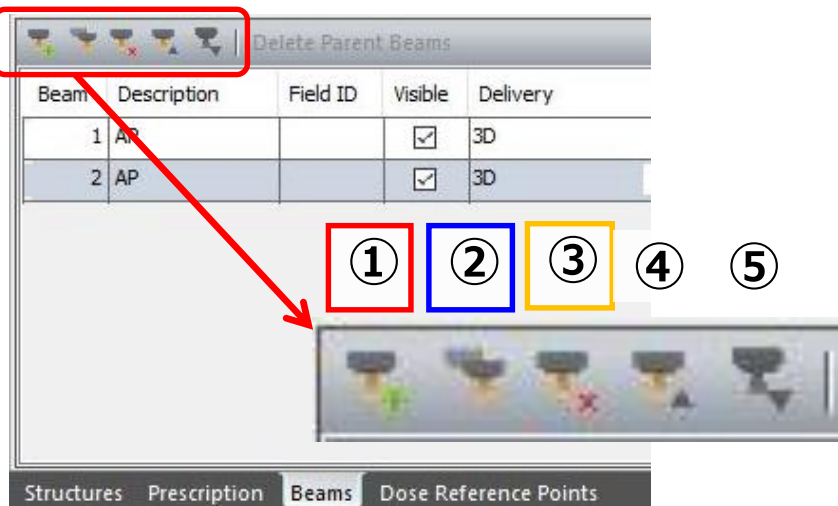 Delete Parent Beams
Beam Description Field ID Visible Delivery
1 AP 3D
2 AP 3D
① ② ③ ④ ⑤
Structures Prescription Beams Dose Reference Points